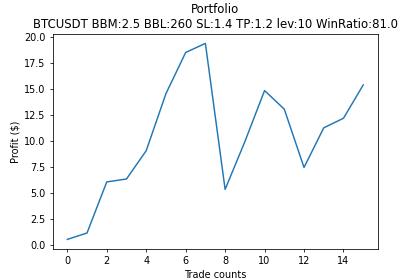 Portfolio
BTCUSDT BBM:2.5 BBL:260 SL:1.4 TP:1.2 lev:10 WinRatio:81.0
20.0
17.5
15.0
12.5
10.0
7.5
5.0
2.5
0.0
Profit ($)
0 2 4 6 8 10 12 14
Trade counts